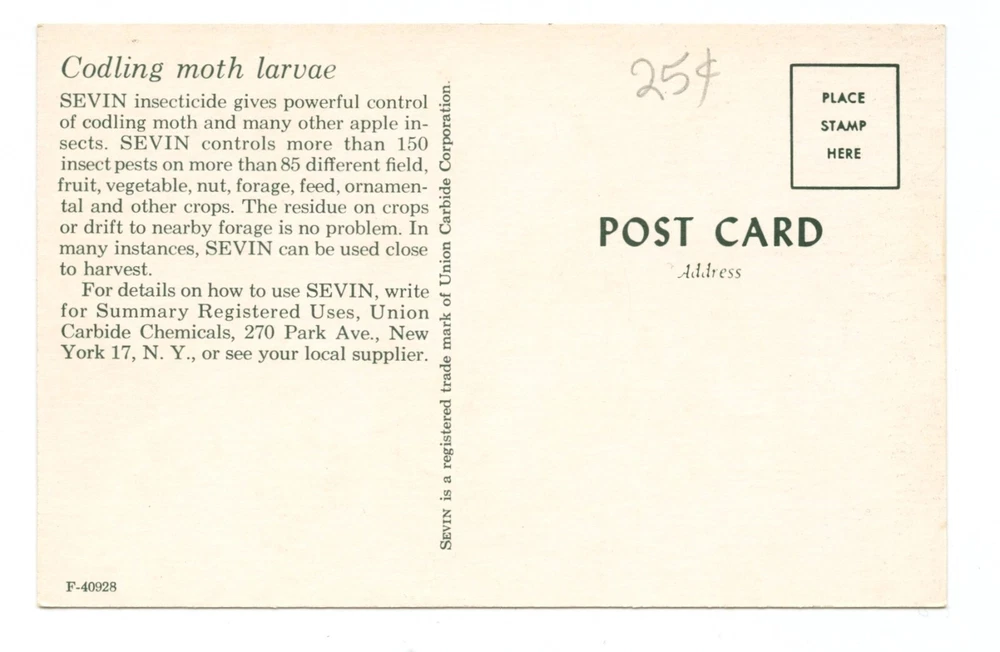 Codling moth larvae
SEVIN insecticide gives powerful control
of codling moth and many other apple in-
sects. SEVIN controls more than 150
insect pests on more than 85 different field,
fruit, vegetable, nut, forage, feed, ornamen-
tal and other crops. The residue on crops
or drift to nearby forage is no problem. In
many instances, SEVIN can be used close
to harvest.
For details on how to use SEVIN, write
for Summary Registered Uses, Union
Carbide Chemicals, 270 Park Ave., New
York 17, N. Y., or see your local supplier.
F-40928
SEVIN is a registered trade mark of Union Carbide Corporation.
25¢
PLACE
STAMP
HERE
POST CARD
Address